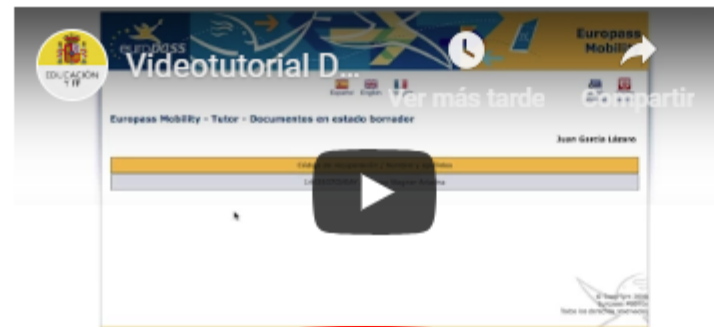 europass
Europass
Mobility
EDUCACIÓN
Y FP
Videotutorial D...
Español English
Ver más tarde
Compartir
Europass Mobility - Tutor - Documentos en estado borrador
Juan García Lázaro